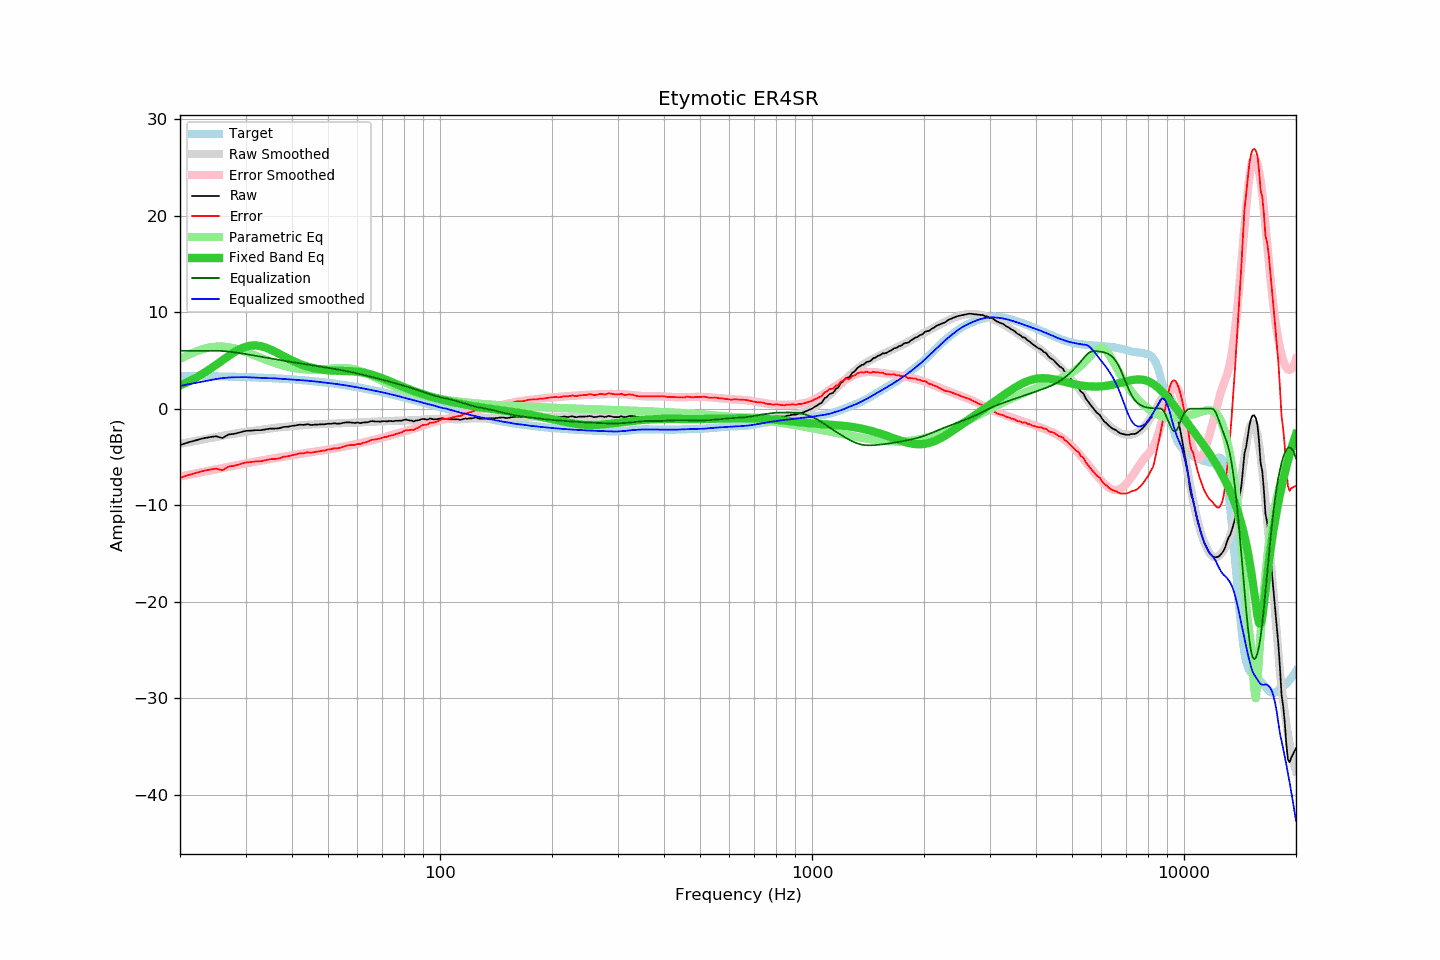 Etymotic ER4SR
30
20
10
0
−10
−20
−30
−40
Amplitude (dBr)
Target
Raw Smoothed
Error Smoothed
Raw
Error
Parametric Eq
Fixed Band Eq
Equalization
Equalized smoothed
100
1000
10000
Frequency (Hz)